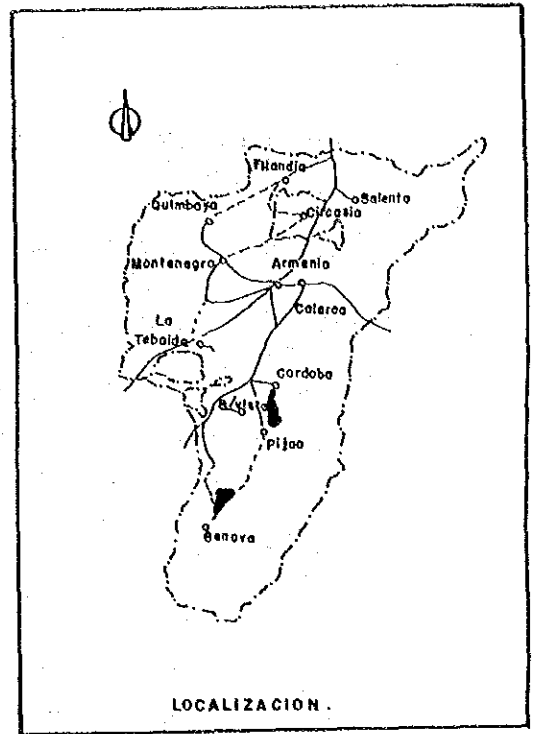 Filandia
Quimbaya
Salento
Circasia
Montenegro
Armenia
Calarca
La
Tebaida
Cordoba
B/vista
Pijao
Genova
LOCALIZACION.